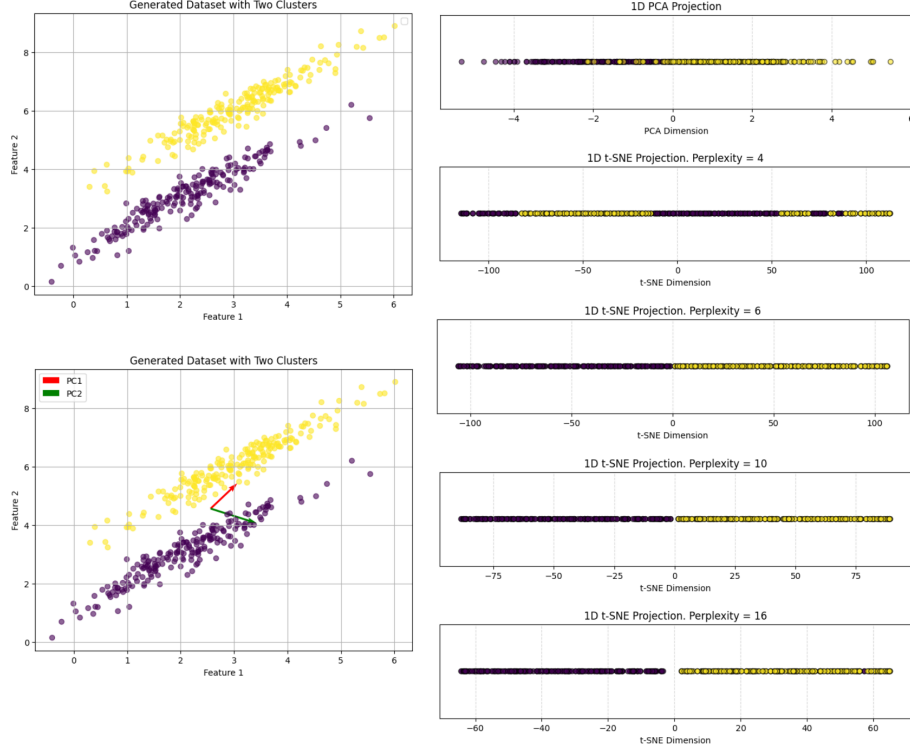 Generated Dataset with Two Clusters
8
6
4
2
0
Feature 2
0 1 2 3 4 5 6
Feature 1
Generated Dataset with Two Clusters
PC1
PC2
8
6
4
2
0
Feature 2
0 1 2 3 4 5 6
Feature 1
1D PCA Projection
−4 −2 0 2 4 6
PCA Dimension
1D t-SNE Projection. Perplexity = 4
−100 −50 0 50 100
t-SNE Dimension
1D t-SNE Projection. Perplexity = 6
−100 −50 0 50 100
t-SNE Dimension
1D t-SNE Projection. Perplexity = 10
−75 −50 −25 0 25 50 75
t-SNE Dimension
1D t-SNE Projection. Perplexity = 16
−60 −40 −20 0 20 40 60
t-SNE Dimension